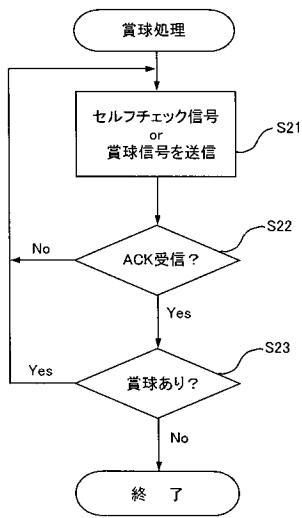 賞球処理
セルフチェック信号
or
賞球信号を送信
S21
S22
ACK受信？
No
Yes
S23
賞球あり？
Yes
No
終 了